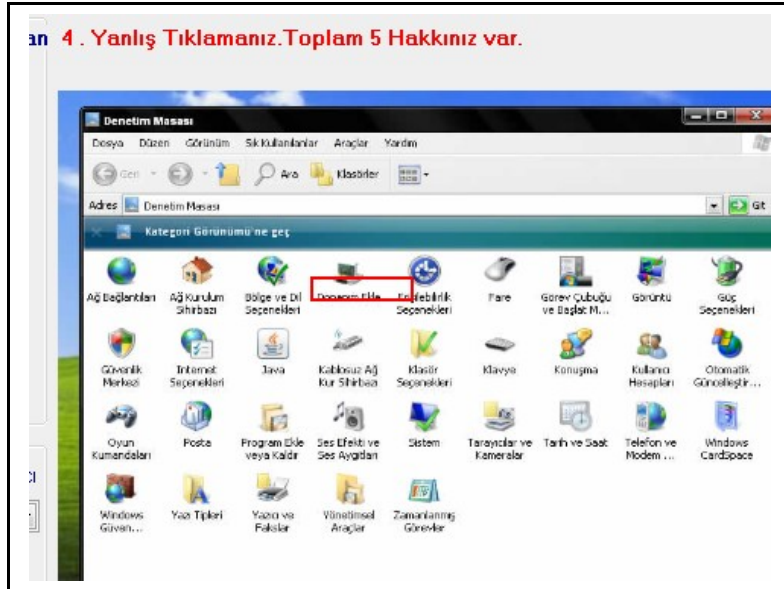 an
4 . Yanlış Tıklamanız.Toplam 5 Hakkınız var.
Denetim Masası
Dosya Düzen Görünüm Sık Kullanılanlar Araçlar Yardım
Geri Ara Klasörler
Adres Denetim Masası Git
Kategori Görünümü'ne geç
Ağ Bağlantıları Ağ Kurulum Bölge ve Dil Donanım Ekle Erişilebilirlik Fare Görev Çubuğu Görüntü Güç
Sihirbazı Seçenekleri Seçenekleri ve Başlat M... Seçenekleri
Güvenlik Internet Java Kablosuz Ağ Klasör Klavye Konuşma Kullanıcı Otomatik
Merkezi Seçenekleri Kur Sihirbazı Seçenekleri Hesapları Güncelleştir...
Oyun Posta Program Ekle Ses Efekti ve Sistem Tarayıcılar ve Tarih ve Saat Telefon ve Windows
Kumandaları veya Kaldır Ses Aygıtları Kameralar Modem ... CardSpace
CI
Windows Yazı Tipleri Yazıcı ve Yönetimsel Zamanlanmış
Güven... Fakslar Araçlar Görevler